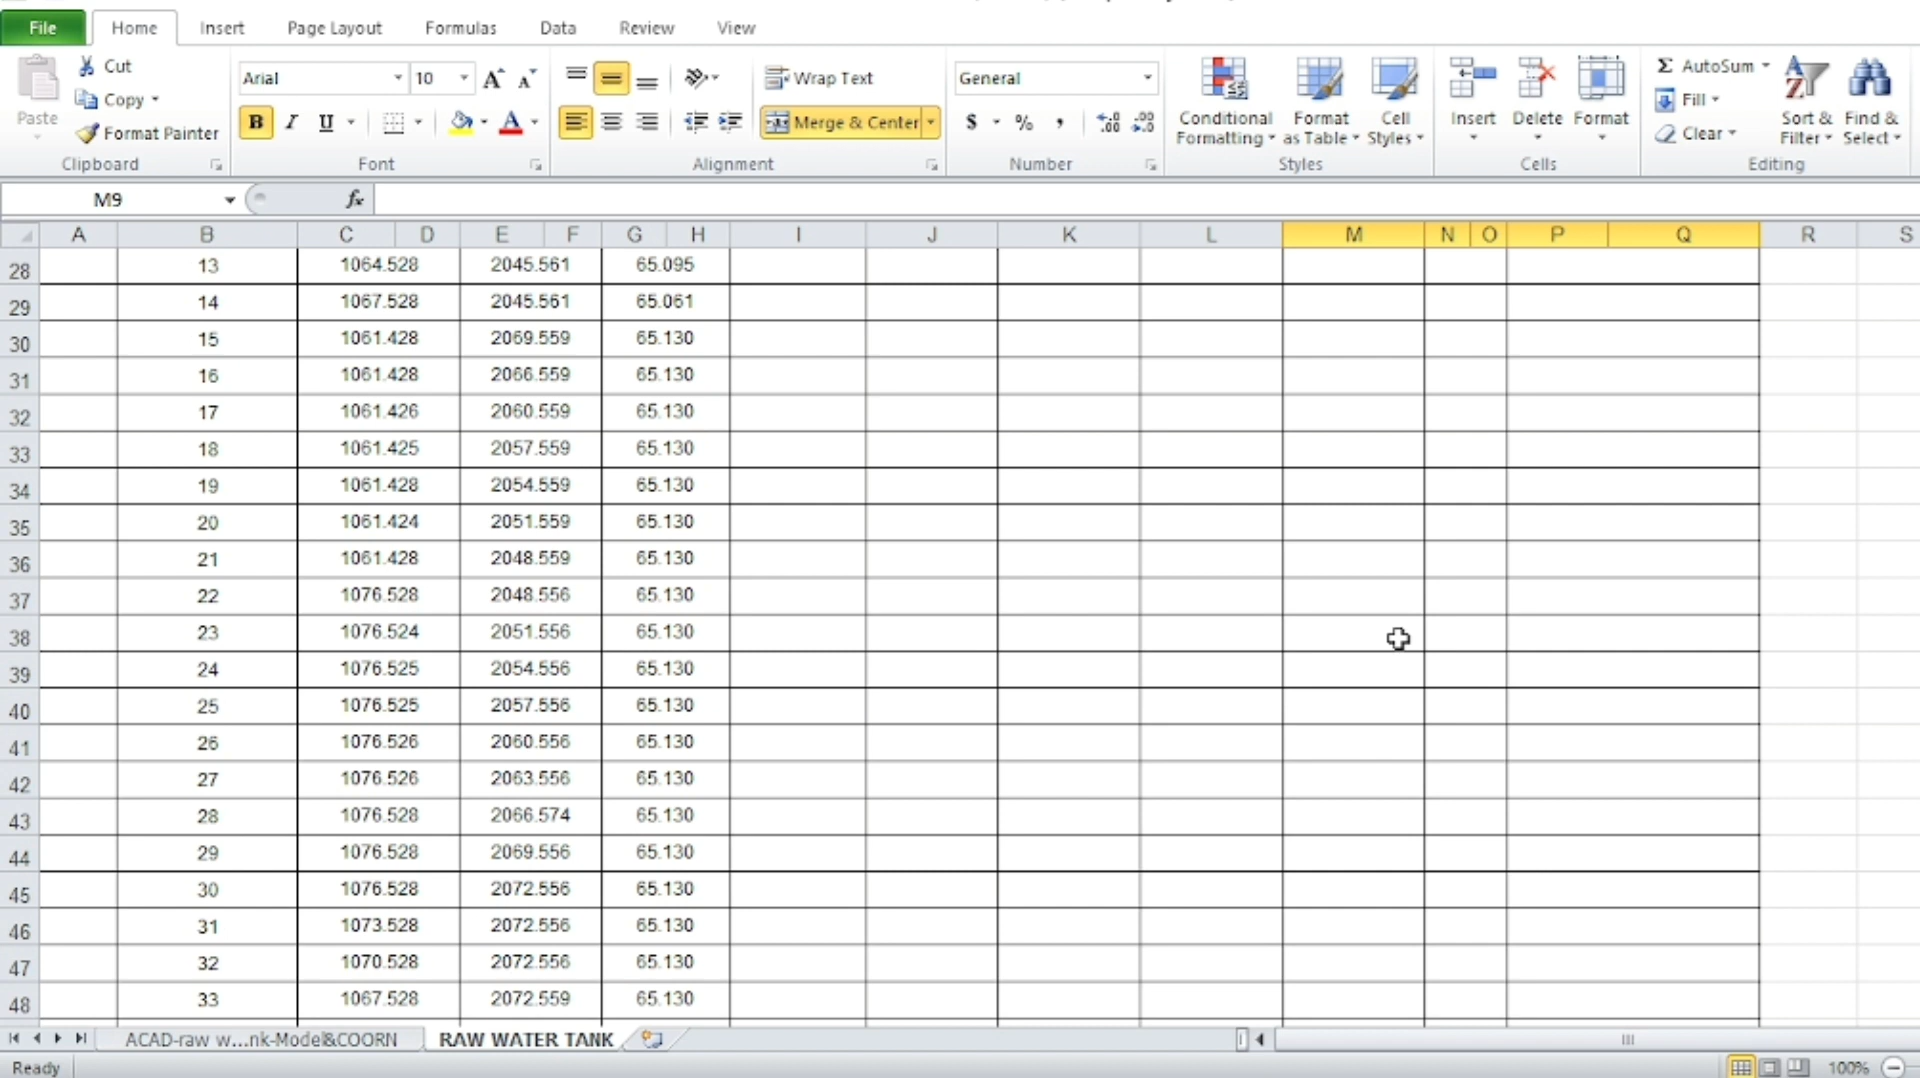 File Home Insert Page Layout Formulas Data Review View
Cut
Copy
Format Painter
Paste
Clipboard
Arial 10
B I U
Font
Wrap Text
Merge & Center
Alignment
General
$ % ,
Number
Conditional Formatting
Format as Table
Cell Styles
Styles
Insert Delete Format
Cells
Σ AutoSum
Fill
Clear
Sort & Filter
Find & Select
Editing
M9 fx
A B C D E F G H I J K L M N O P Q R S
28 13 1064.528 2045.561 65.095
29 14 1067.528 2045.561 65.061
30 15 1061.428 2069.559 65.130
31 16 1061.428 2066.559 65.130
32 17 1061.426 2060.559 65.130
33 18 1061.425 2057.559 65.130
34 19 1061.428 2054.559 65.130
35 20 1061.424 2051.559 65.130
36 21 1061.428 2048.559 65.130
37 22 1076.528 2048.556 65.130
38 23 1076.524 2051.556 65.130
39 24 1076.525 2054.556 65.130
40 25 1076.525 2057.556 65.130
41 26 1076.526 2060.556 65.130
42 27 1076.526 2063.556 65.130
43 28 1076.528 2066.574 65.130
44 29 1076.528 2069.556 65.130
45 30 1076.528 2072.556 65.130
46 31 1073.528 2072.556 65.130
47 32 1070.528 2072.556 65.130
48 33 1067.528 2072.559 65.130
ACAD-raw w...nk-Model&COORN RAW WATER TANK
Ready 100%